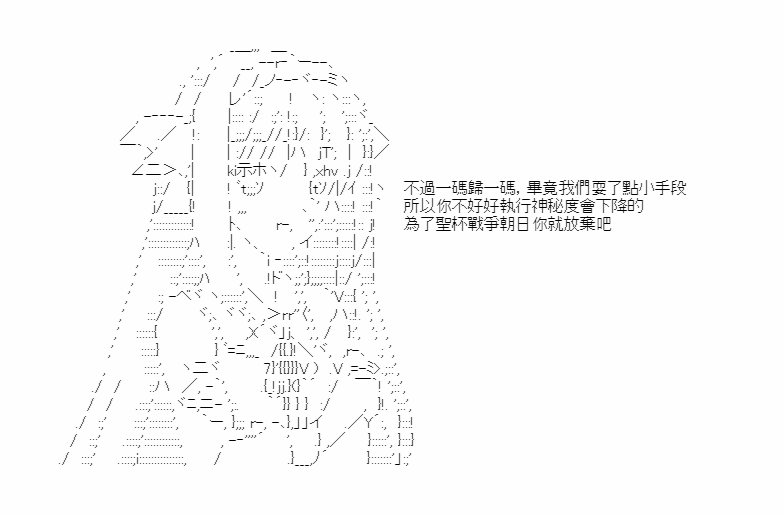 不過一碼歸一碼，畢竟我們耍了點小手段
所以你不好好執行神秘度會下降的
為了聖杯戰爭朝日你就放棄吧